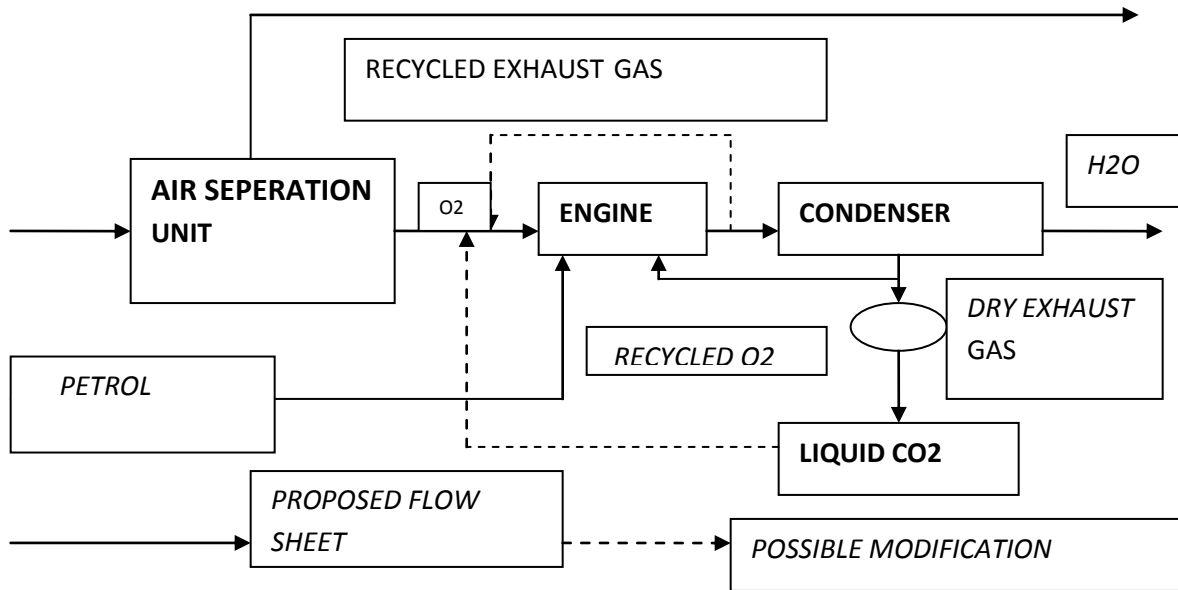 RECYCLED EXHAUST GAS
H2O
AIR SEPERATION
UNIT
O2
ENGINE
CONDENSER
DRY EXHAUST
GAS
RECYCLED O2
PETROL
LIQUID CO2
PROPOSED FLOW
SHEET
POSSIBLE MODIFICATION